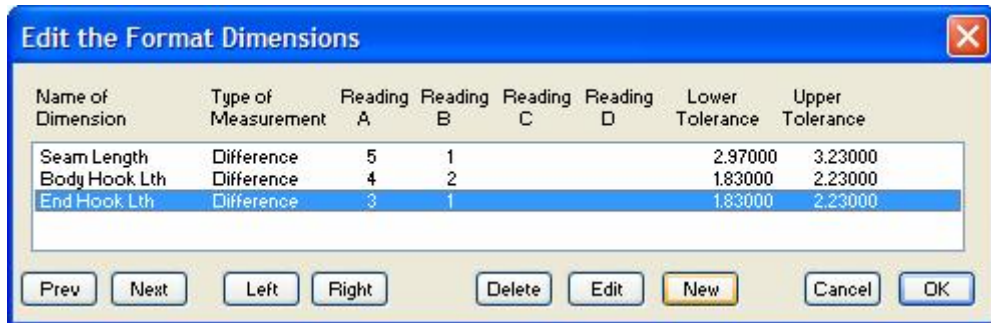 Edit the Format Dimensions
Name of Type of Reading Reading Reading Reading Lower Upper
Dimension Measurement A B C D Tolerance Tolerance
Seam Length Difference 5 1 2.97000 3.23000
Body Hook Lth Difference 4 2 1.83000 2.23000
End Hook Lth Difference 3 1 1.83000 2.23000
Prev Next Left Right Delete Edit New Cancel OK